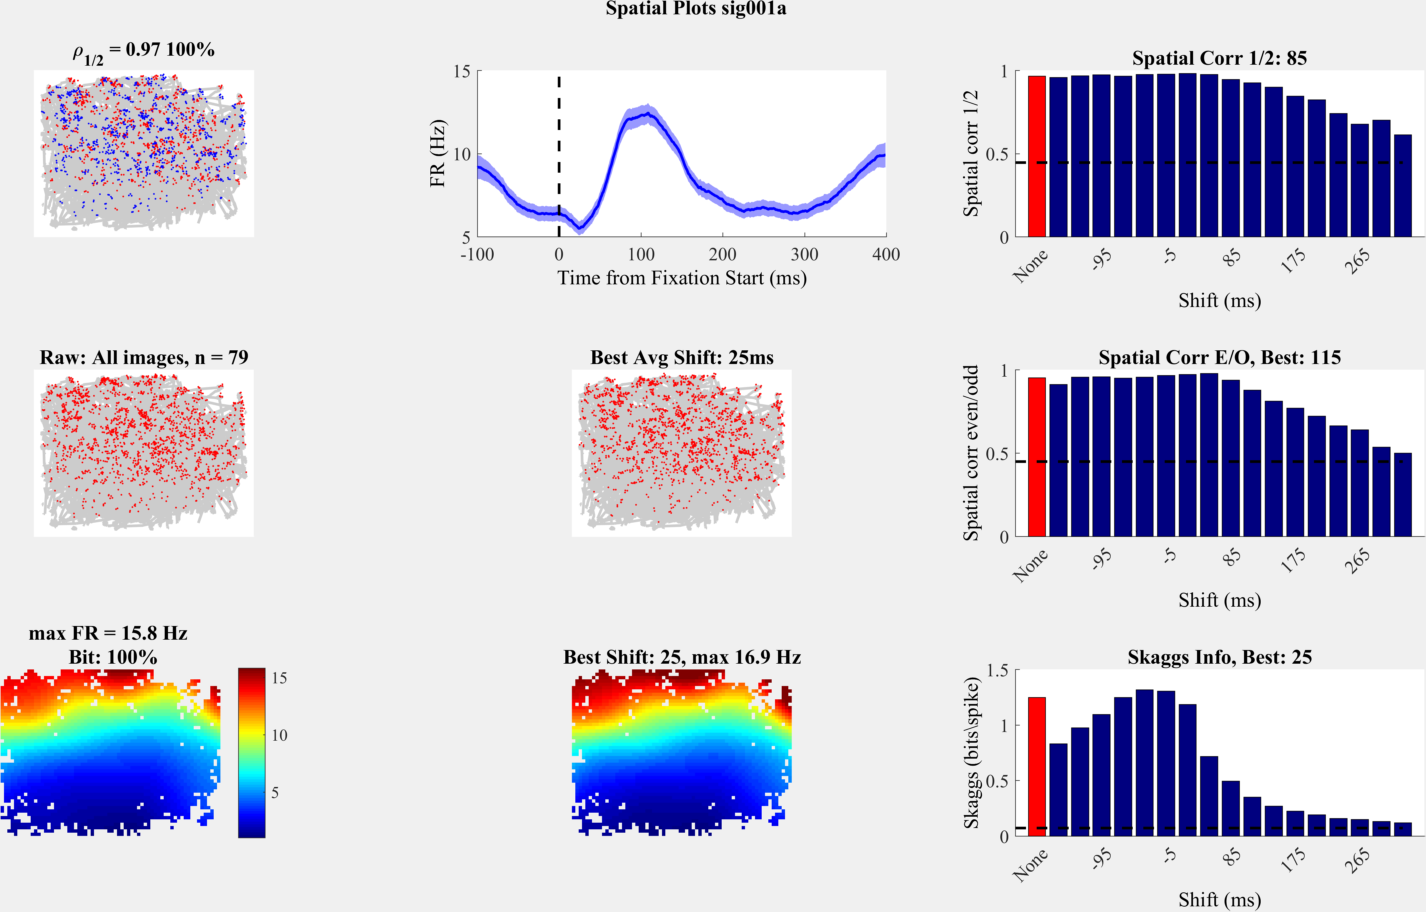 Spatial Plots sig001a
ρ1/2 = 0.97 100%
15
10
5
FR (Hz)
-100 0 100 200 300 400
Time from Fixation Start (ms)
Spatial Corr 1/2: 85
1
0.5
0
Spatial corr 1/2
None -95 -5 85 175 265
Shift (ms)
Raw: All images, n = 79
Best Avg Shift: 25ms
Spatial Corr E/O, Best: 115
1
0.5
0
Spatial corr even/odd
None -95 -5 85 175 265
Shift (ms)
max FR = 15.8 Hz
Bit: 100%
15
10
5
Best Shift: 25, max 16.9 Hz
Skaggs Info, Best: 25
1.5
1
0.5
0
Skaggs (bits\spike)
None -95 -5 85 175 265
Shift (ms)